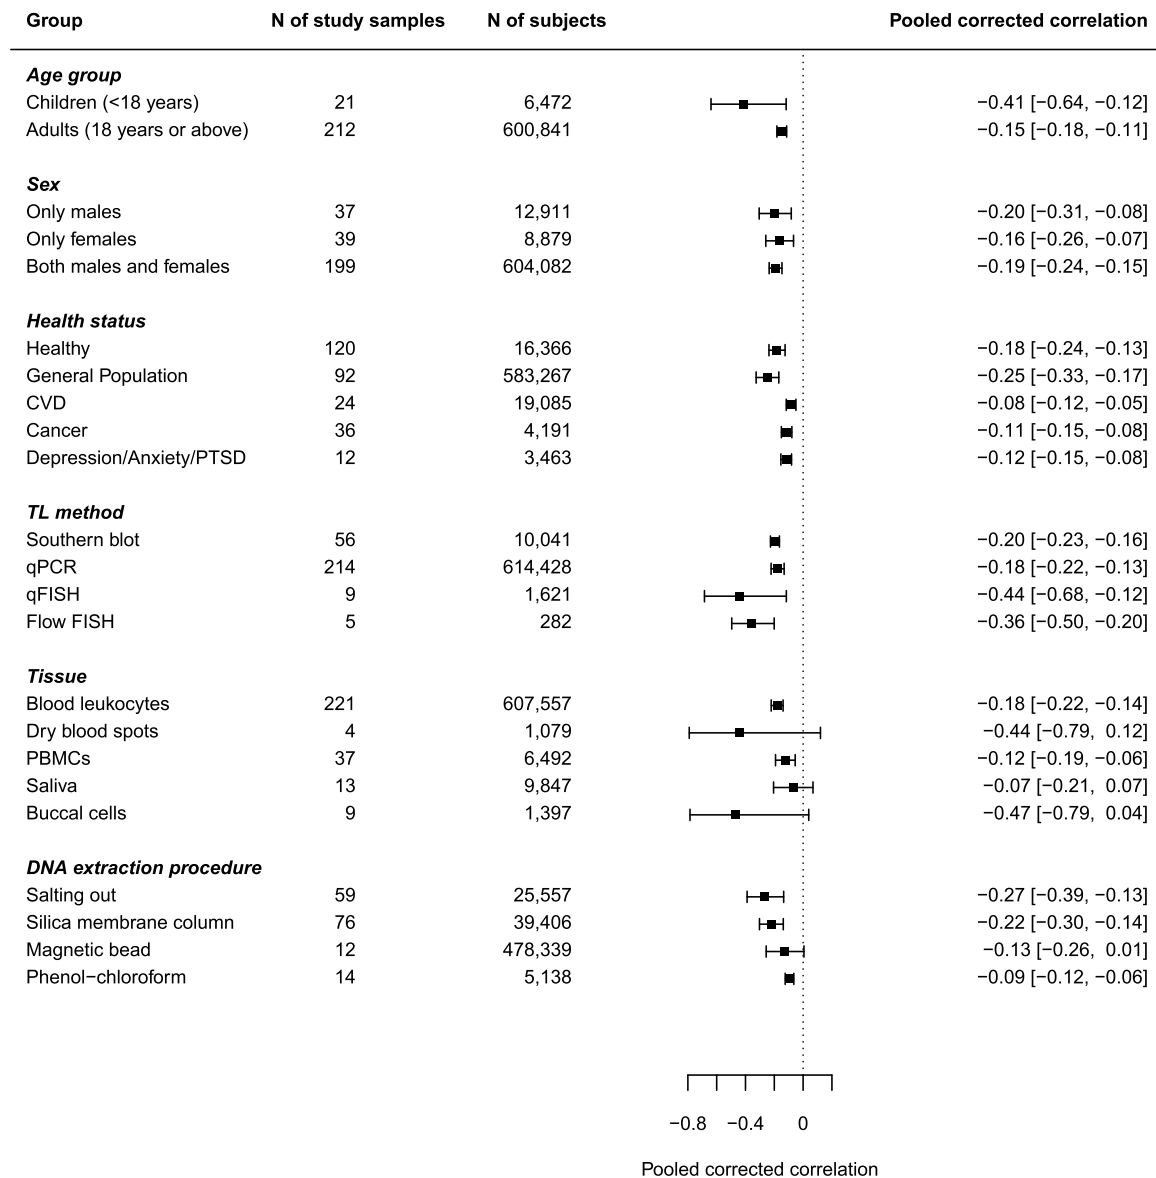 Group N of study samples N of subjects Pooled corrected correlation
Age group
Children (<18 years) 21 6,472 −0.41 [−0.64, −0.12]
Adults (18 years or above) 212 600,841 −0.15 [−0.18, −0.11]
Sex
Only males 37 12,911 −0.20 [−0.31, −0.08]
Only females 39 8,879 −0.16 [−0.26, −0.07]
Both males and females 199 604,082 −0.19 [−0.24, −0.15]
Health status
Healthy 120 16,366 −0.18 [−0.24, −0.13]
General Population 92 583,267 −0.25 [−0.33, −0.17]
CVD 24 19,085 −0.08 [−0.12, −0.05]
Cancer 36 4,191 −0.11 [−0.15, −0.08]
Depression/Anxiety/PTSD 12 3,463 −0.12 [−0.15, −0.08]
TL method
Southern blot 56 10,041 −0.20 [−0.23, −0.16]
qPCR 214 614,428 −0.18 [−0.22, −0.13]
qFISH 9 1,621 −0.44 [−0.68, −0.12]
Flow FISH 5 282 −0.36 [−0.50, −0.20]
Tissue
Blood leukocytes 221 607,557 −0.18 [−0.22, −0.14]
Dry blood spots 4 1,079 −0.44 [−0.79, 0.12]
PBMCs 37 6,492 −0.12 [−0.19, −0.06]
Saliva 13 9,847 −0.07 [−0.21, 0.07]
Buccal cells 9 1,397 −0.47 [−0.79, 0.04]
DNA extraction procedure
Salting out 59 25,557 −0.27 [−0.39, −0.13]
Silica membrane column 76 39,406 −0.22 [−0.30, −0.14]
Magnetic bead 12 478,339 −0.13 [−0.26, 0.01]
Phenol−chloroform 14 5,138 −0.09 [−0.12, −0.06]
−0.8 −0.4 0
Pooled corrected correlation